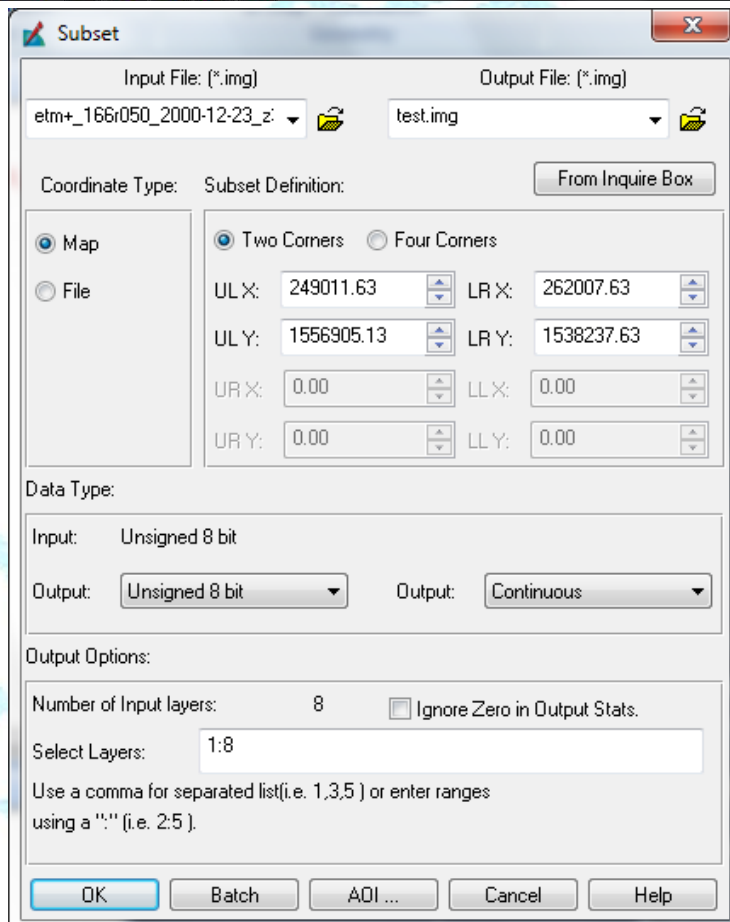 Subset
Input File: (*.img) Output File: (*.img)
etm+_166r050_2000-12-23_z: test.img
Coordinate Type: Subset Definition: From Inquire Box
Map Two Corners Four Corners
File UL X: 249011.63 LR X: 262007.63
UL Y: 1556905.13 LR Y: 1538237.63
UR X: 0.00 LL X: 0.00
UR Y: 0.00 LL Y: 0.00
Data Type:
Input: Unsigned 8 bit
Output: Unsigned 8 bit Output: Continuous
Output Options:
Number of Input layers: 8 Ignore Zero in Output Stats.
Select Layers: 1:8
Use a comma for separated list(i.e. 1,3,5 ) or enter ranges
using a ":" (i.e. 2:5 ).
OK Batch AOI ... Cancel Help